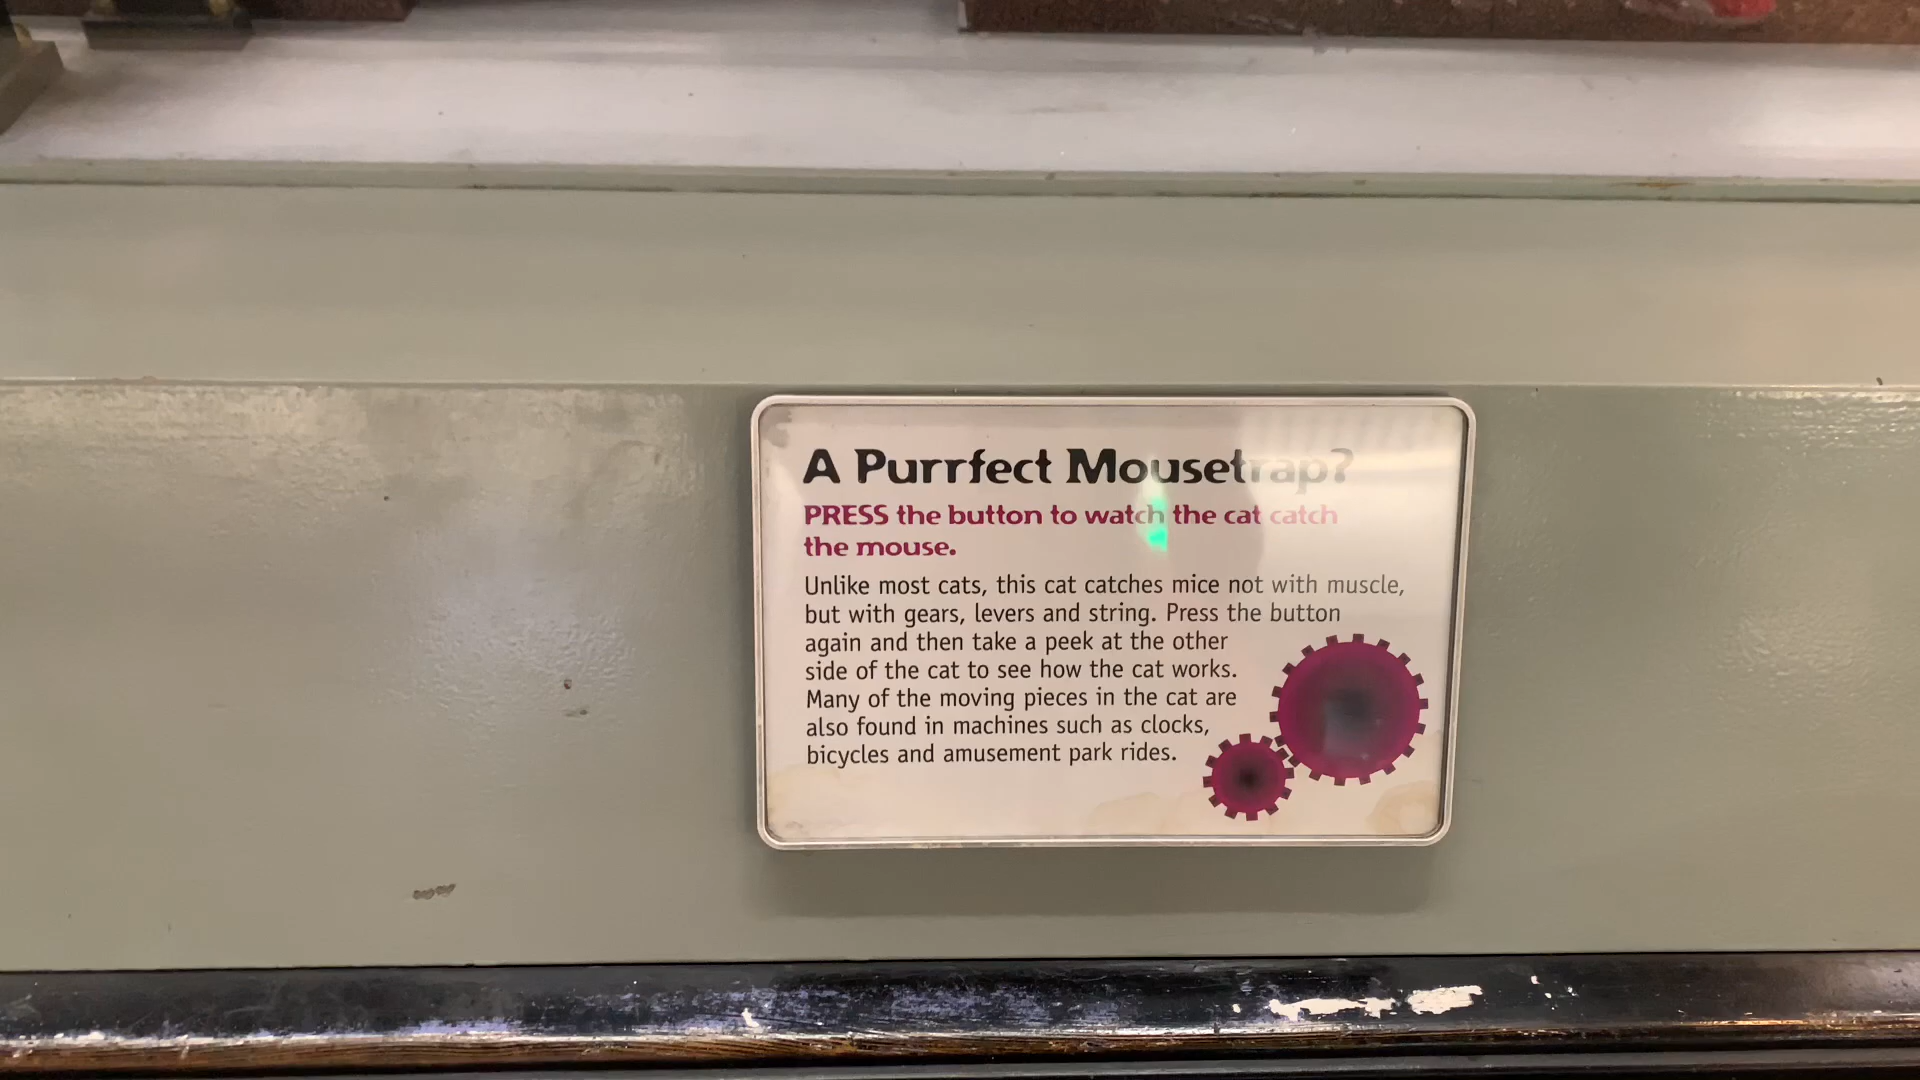 A Purrfect Mousetrap?
PRESS the button to watch the cat catch
the mouse.
Unlike most cats, this cat catches mice not with muscle,
but with gears, levers and string. Press the button
again and then take a peek at the other
side of the cat to see how the cat works.
Many of the moving pieces in the cat are
also found in machines such as clocks,
bicycles and amusement park rides.